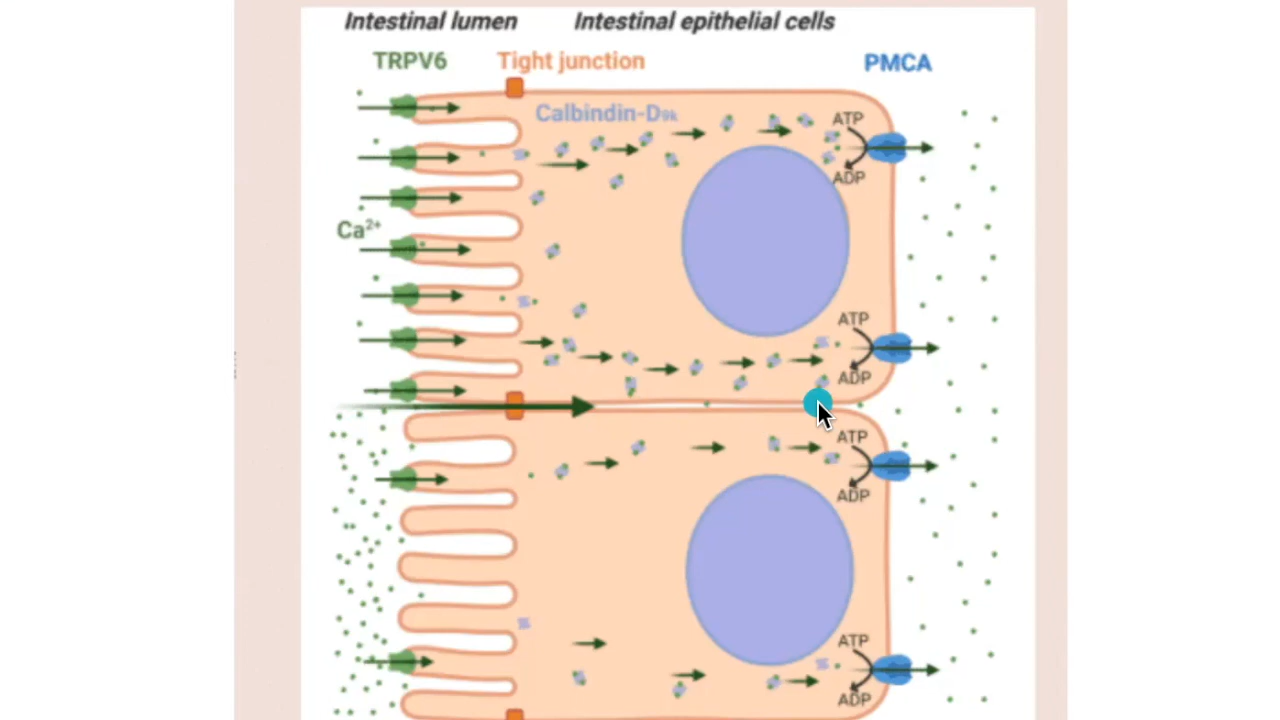 Intestinal lumen Intestinal epithelial cells
TRPV6 Tight junction PMCA
Calbindin-D9k
ATP
ADP
Ca²⁺
ATP
ADP
ATP
ADP
ATP
ADP